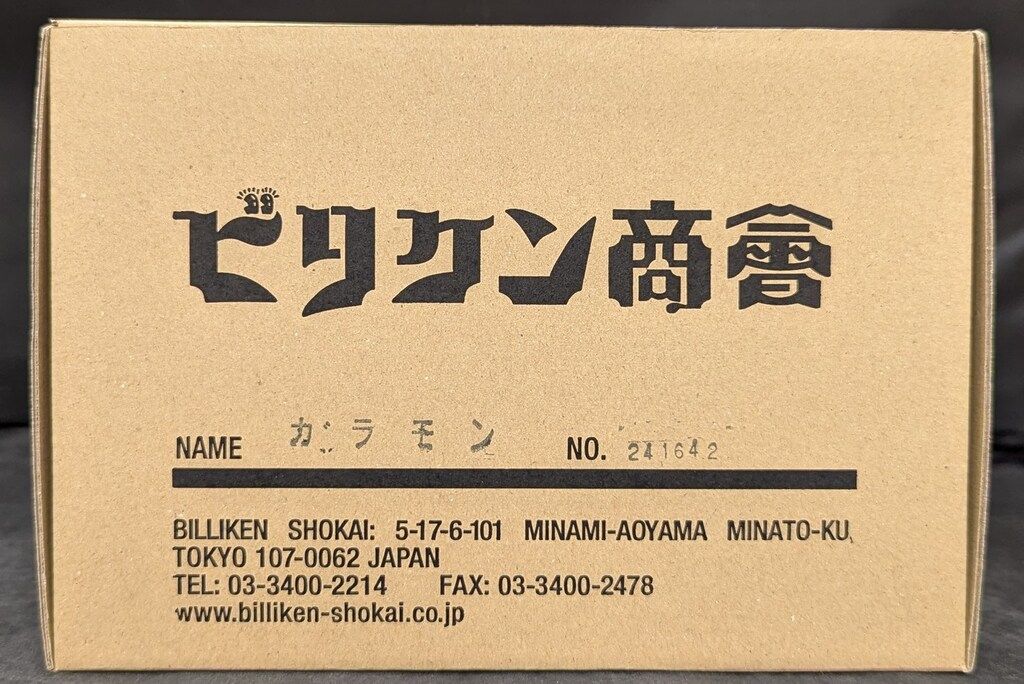 ビリケン商會
NAME ガラモン NO. 241642
BILLIKEN SHOKAI: 5-17-6-101 MINAMI-AOYAMA MINATO-KU,
TOKYO 107-0062 JAPAN
TEL: 03-3400-2214 FAX: 03-3400-2478
www.billiken-shokai.co.jp